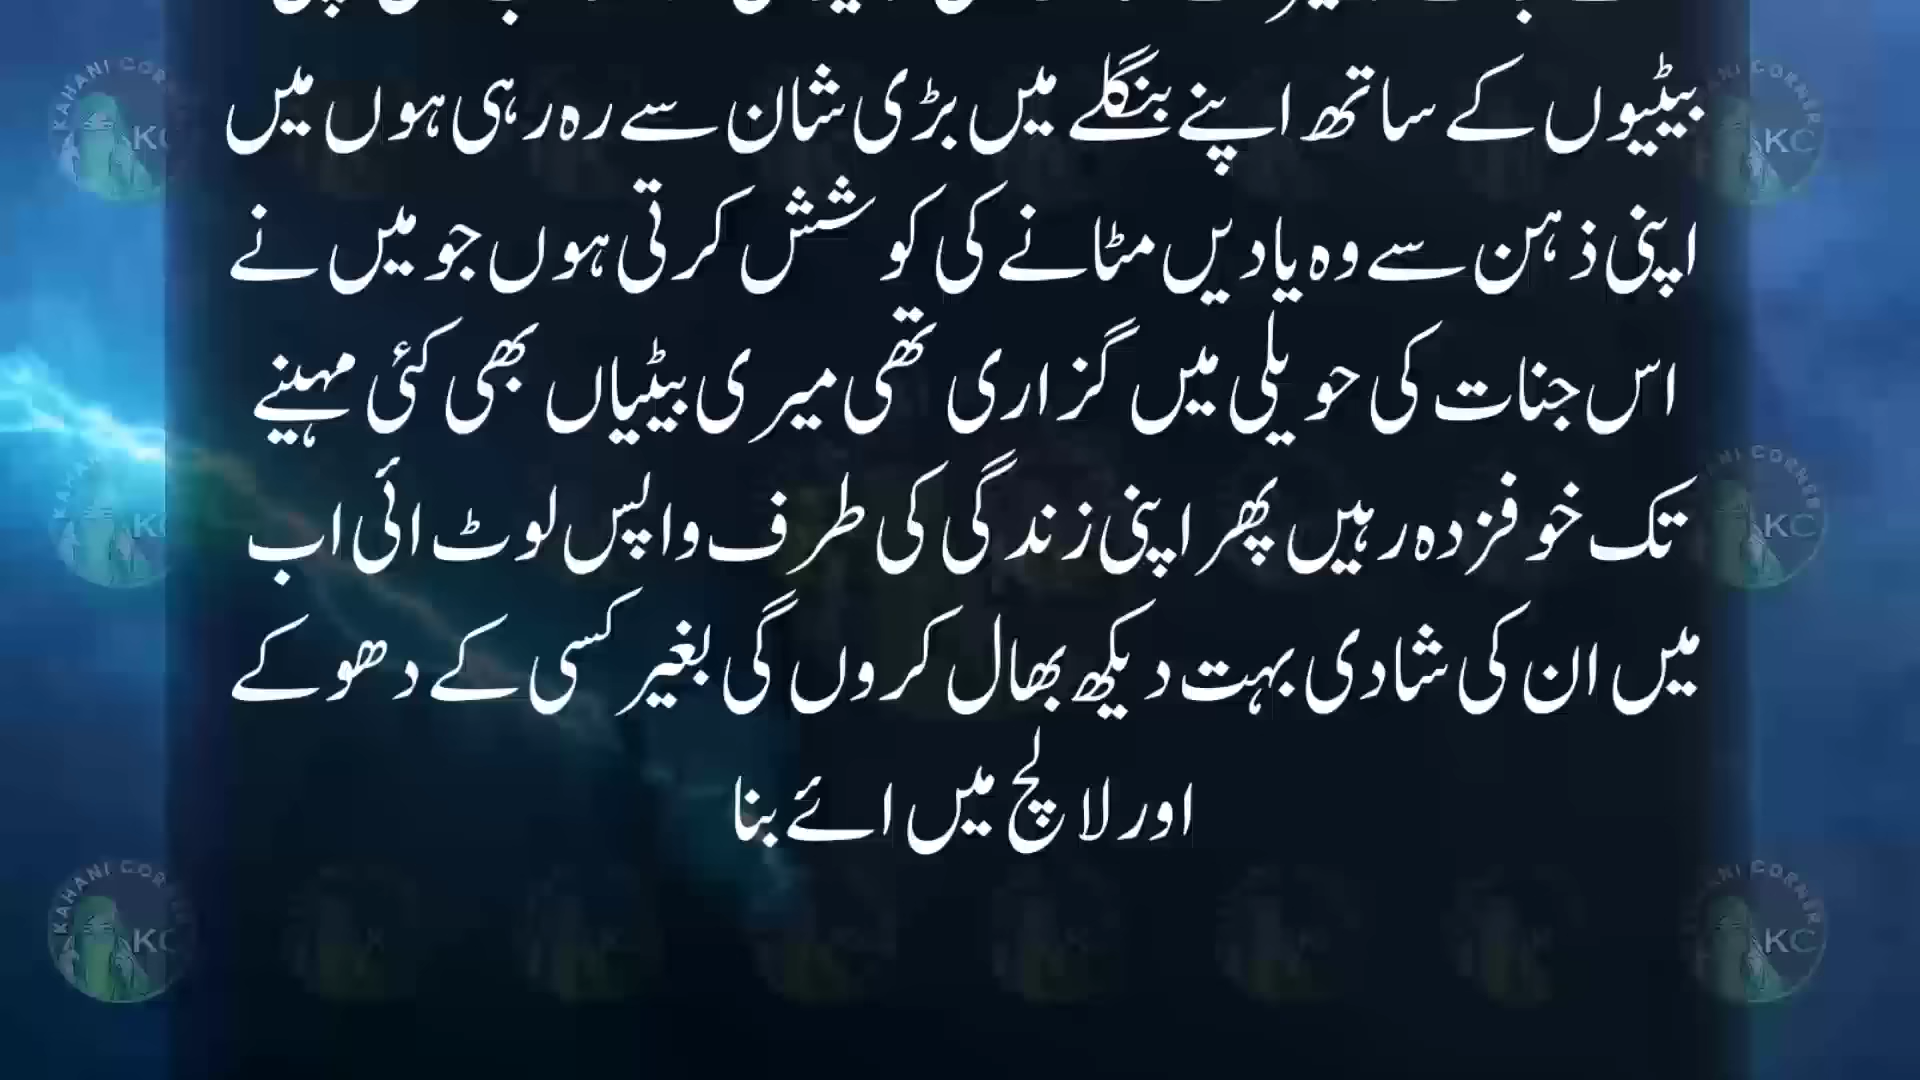 بیٹیوں کے ساتھ اپنے بنگلے میں بڑی شان سے رہ رہی ہوں میں
اپنی ذہن سے وہ یادیں مٹانے کی کوشش کرتی ہوں جو میں نے
اس جنات کی حویلی میں گزاری تھی میری بیٹیاں بھی کئی مہینے
تک خوفزدہ رہیں پھر اپنی زندگی کی طرف واپس لوٹ ائی اب
میں ان کی شادی بہت دیکھ بھال کروں گی بغیر کسی کے دھوکے
اور لالچ میں ائے بنا
KAHANI CORNER
KC